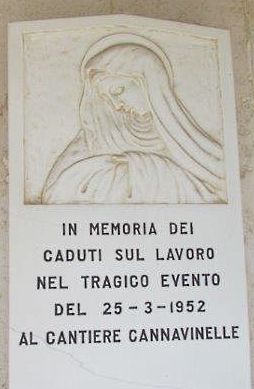 IN MEMORIA DEI
CADUTI SUL LAVORO
NEL TRAGICO EVENTO
DEL 25-3-1952
AL CANTIERE CANNAVINELLE